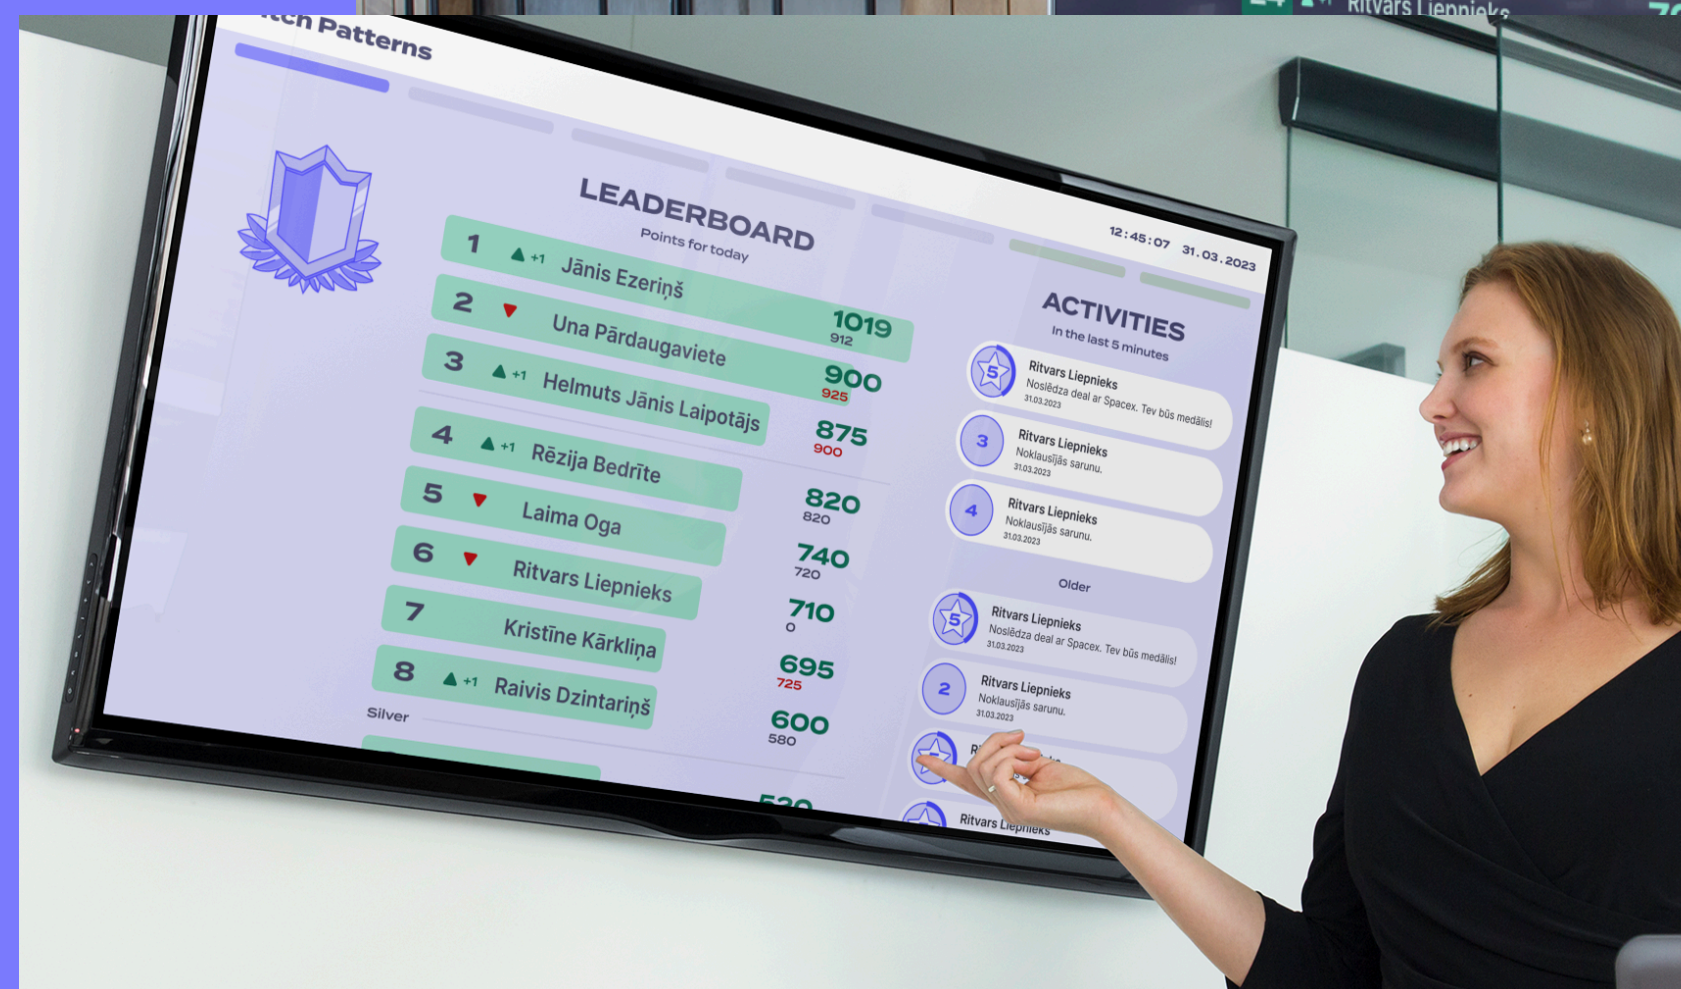 Ritvars Liepnieks
Patterns
12:45:07 31.03.2023
LEADERBOARD
Points for today
1 +1 Jānis Ezeriņš 1019
912
2 Una Pārdaugaviete 900
925
3 +1 Helmuts Jānis Laipotājs 875
900
4 +1 Rēzija Bedrīte 820
820
5 Laima Oga 740
720
6 Ritvars Liepnieks 710
0
7 Kristīne Kārkliņa 695
725
8 +1 Raivis Dzintariņš 600
580
Silver
520
ACTIVITIES
In the last 5 minutes
5 Ritvars Liepnieks
Noslēdza deal ar Spacex. Tev būs medālis!
31.03.2023
3 Ritvars Liepnieks
Noklausījās sarunu.
31.03.2023
4 Ritvars Liepnieks
Noklausījās sarunu.
31.03.2023
Older
5 Ritvars Liepnieks
Noslēdza deal ar Spacex. Tev būs medālis!
31.03.2023
2 Ritvars Liepnieks
Noklausījās sarunu.
31.03.2023
Ritvars Liepnieks